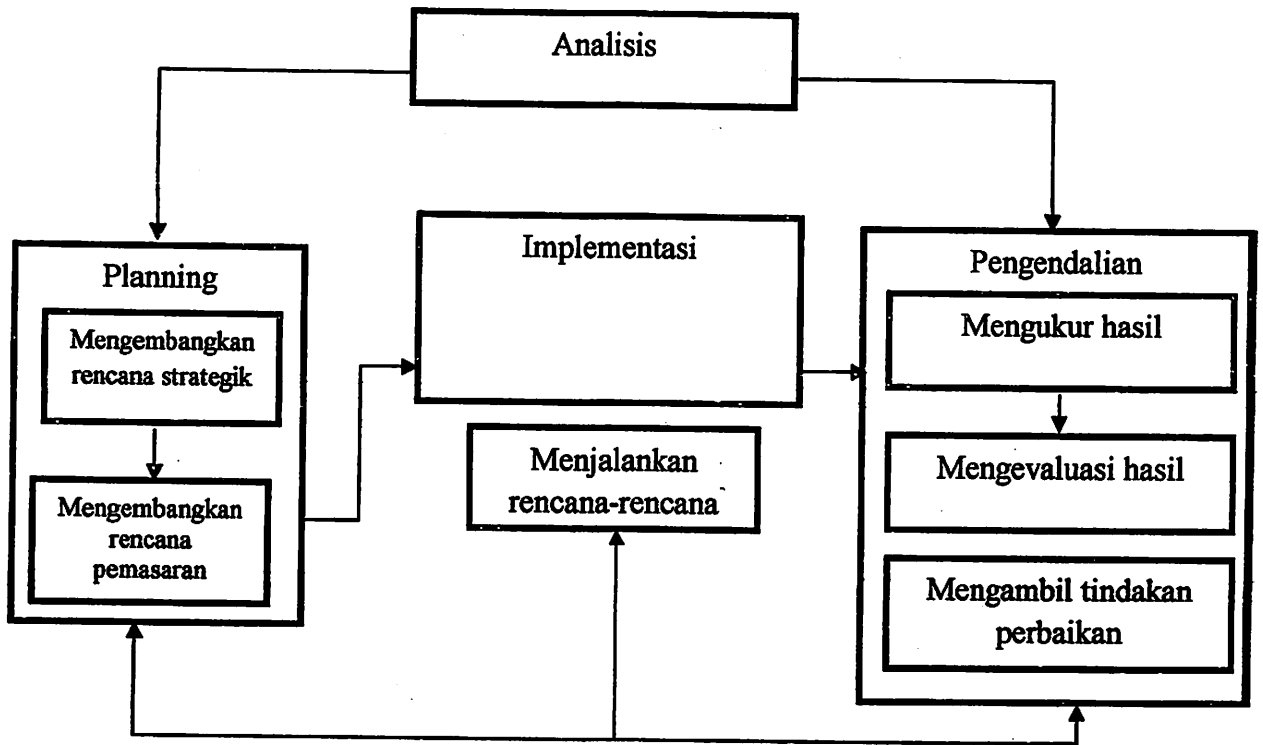 Analisis
Planning
Mengembangkan
rencana strategik
Mengembangkan
rencana
pemasaran
Implementasi
Menjalankan
rencana-rencana
Pengendalian
Mengukur hasil
Mengevaluasi hasil
Mengambil tindakan
perbaikan